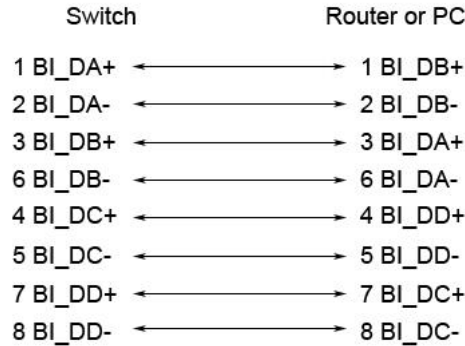 Switch Router or PC
1 BI_DA+ 1 BI_DB+
2 BI_DA- 2 BI_DB-
3 BI_DB+ 3 BI_DA+
6 BI_DB- 6 BI_DA-
4 BI_DC+ 4 BI_DD+
5 BI_DC- 5 BI_DD-
7 BI_DD+ 7 BI_DC+
8 BI_DD- 8 BI_DC-